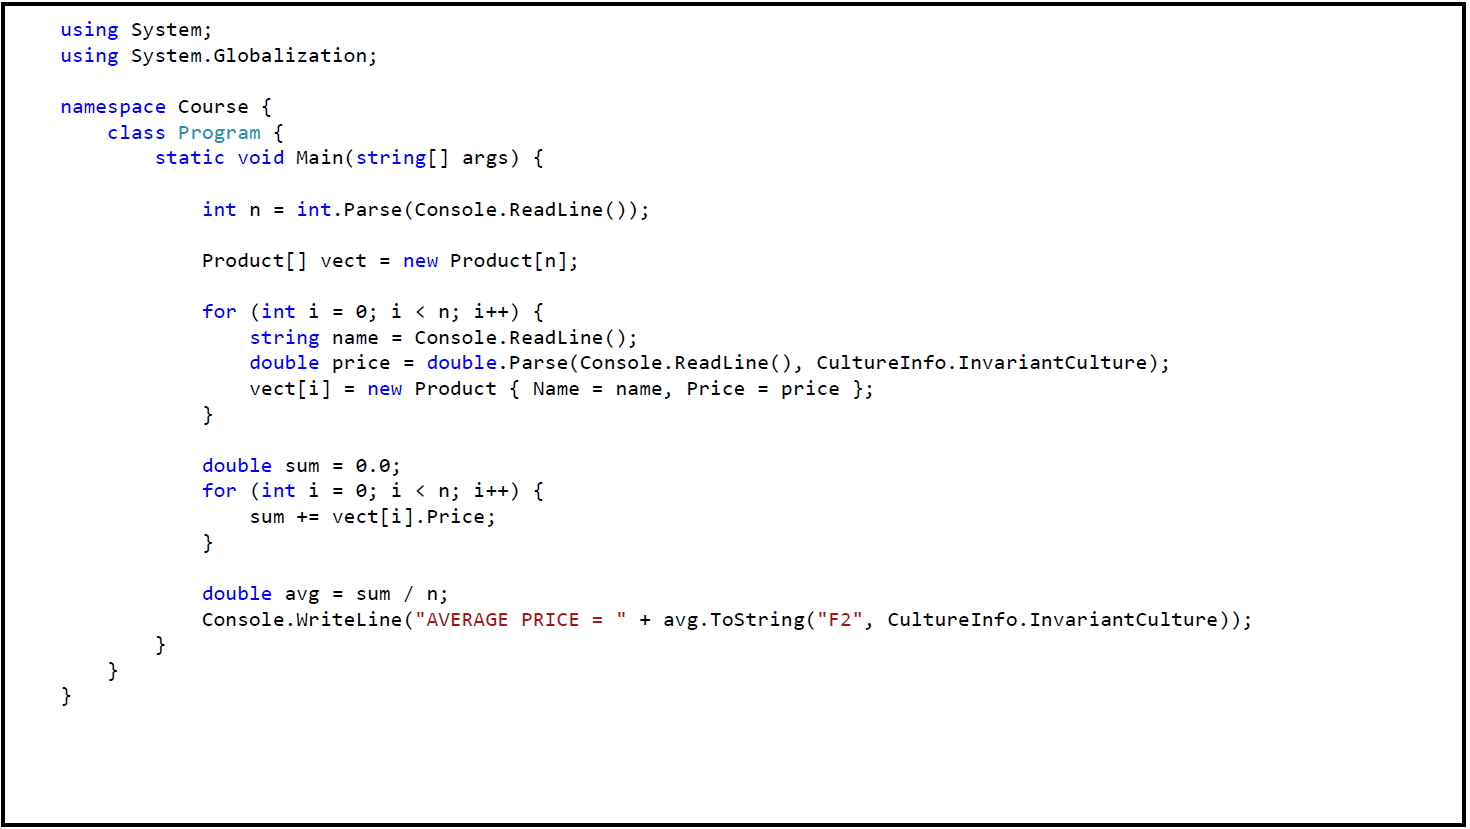 using System;
using System.Globalization;
namespace Course {
class Program {
static void Main(string[] args) {
int n = int.Parse(Console.ReadLine());
Product[] vect = new Product[n];
for (int i = 0; i < n; i++) {
string name = Console.ReadLine();
double price = double.Parse(Console.ReadLine(), CultureInfo.InvariantCulture);
vect[i] = new Product { Name = name, Price = price };
}
double sum = 0.0;
for (int i = 0; i < n; i++) {
sum += vect[i].Price;
}
double avg = sum / n;
Console.WriteLine("AVERAGE PRICE = " + avg.ToString("F2", CultureInfo.InvariantCulture));
}
}
}